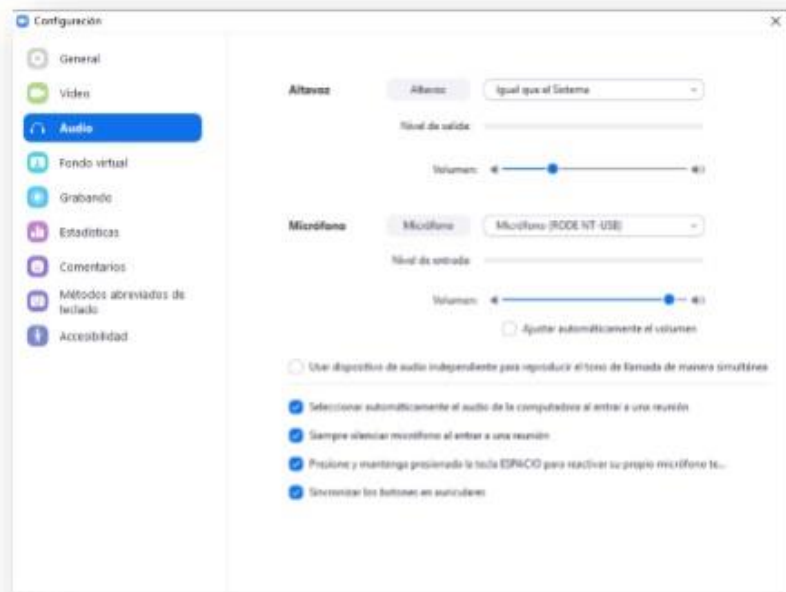 Configuración
General
Video
Audio
Fondo virtual
Grabando
Estadísticas
Comentarios
Métodos abreviados de
teclado
Accesibilidad
Altavoz Altavoz Igual que el Sistema
Nivel de salida
Volumen:
Micrófono Micrófono Micrófono (RODE NT-USB)
Nivel de entrada
Volumen:
Ajustar automáticamente el volumen
Usar dispositivo de audio independiente para reproducir el tono de llamada de manera simultánea
Seleccionar automáticamente el audio de la computadora al entrar a una reunión
Siempre silenciar micrófono al entrar a una reunión
Presione y mantenga presionada la tecla ESPACIO para reactivar su propio micrófono te...
Sincronizar los botones en auriculares